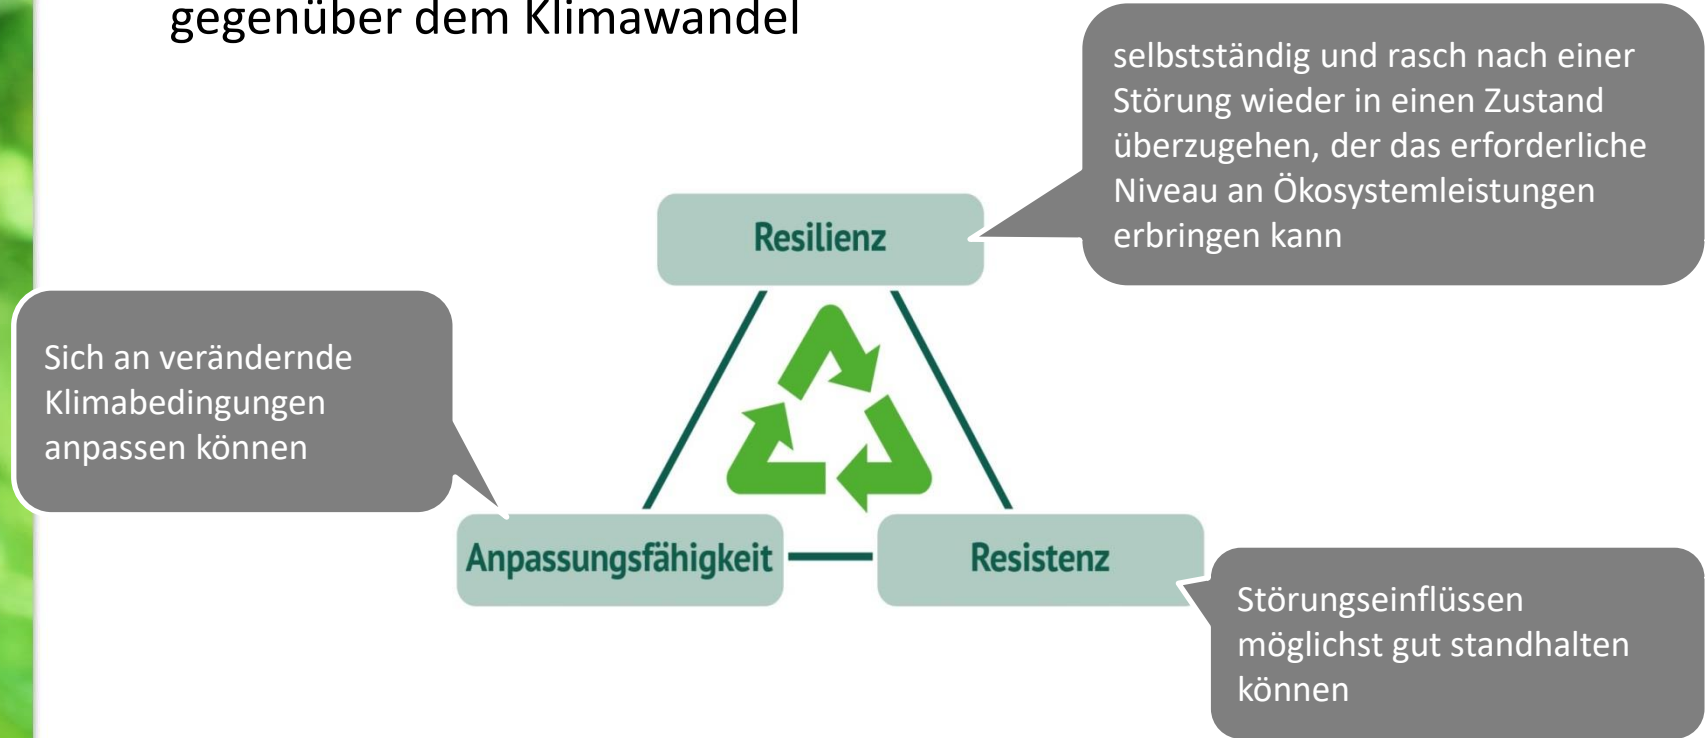 gegenüber dem Klimawandel
selbstständig und rasch nach einer
Störung wieder in einen Zustand
überzugehen, der das erforderliche
Niveau an Ökosystemleistungen
erbringen kann
Resilienz
Sich an verändernde
Klimabedingungen
anpassen können
Anpassungsfähigkeit
Resistenz
Störungseinflüssen
möglichst gut standhalten
können